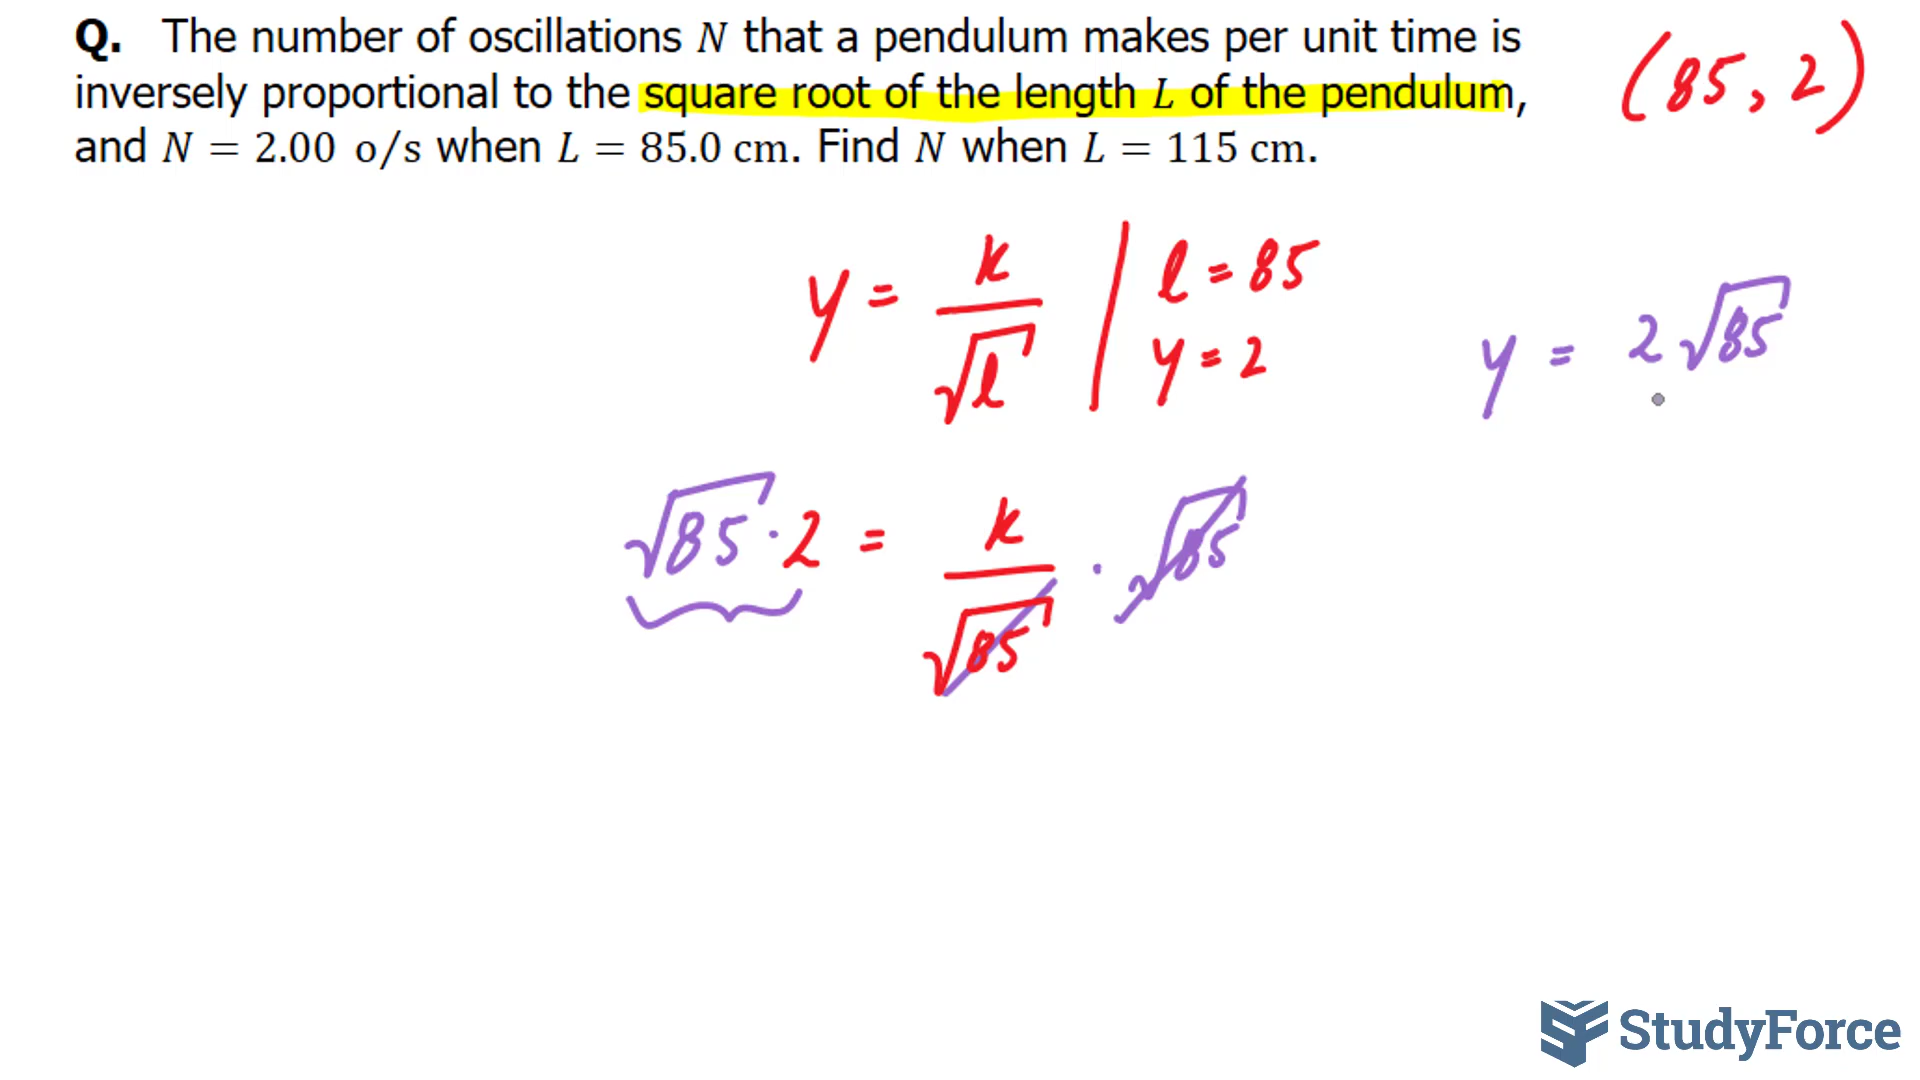 Q. The number of oscillations N that a pendulum makes per unit time is
inversely proportional to the square root of the length L of the pendulum,
and N = 2.00 o/s when L = 85.0 cm. Find N when L = 115 cm.
(85, 2)
y = k/√l | l = 85
y = 2
y = 2√85
√85 · 2 = k/√85 · √85
StudyForce